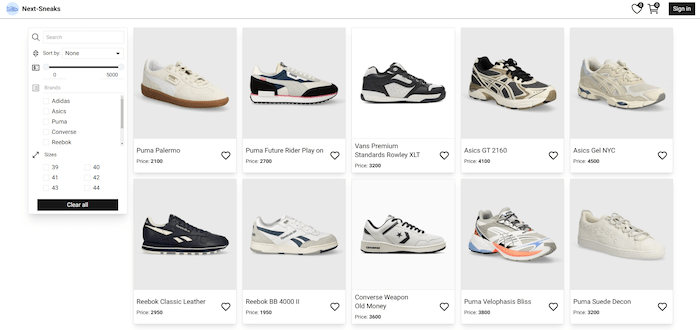 Next-Sneaks
0
0
Sign in
Search
Sort by: None
0 5000
Brands
Adidas
Asics
Puma
Converse
Reebok
Sizes
39 40
41 42
43 44
Clear all
Puma Palermo
Price: 2100
Puma Future Rider Play on
Price: 2700
Vans Premium
Standards Rowley XLT
Price: 3200
Asics GT 2160
Price: 4100
Asics Gel NYC
Price: 4500
Reebok Classic Leather
Price: 2950
Reebok BB 4000 II
Price: 1950
Converse Weapon
Old Money
Price: 3600
Puma Velophasis Bliss
Price: 3800
Puma Suede Decon
Price: 3200